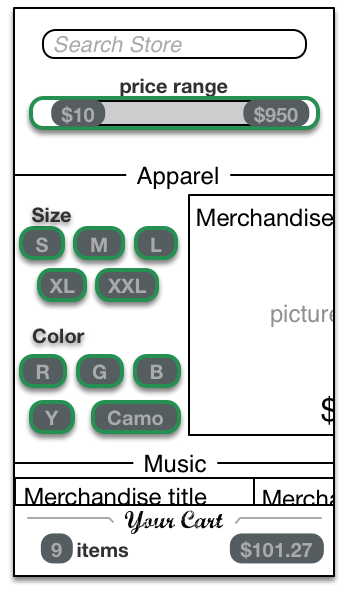 Search Store
price range
$10 $950
Apparel
Size
S M L
XL XXL
Color
R G B
Y Camo
Merchandise
picture
$
Music
Merchandise title Mercha
Your Cart
9 items $101.27